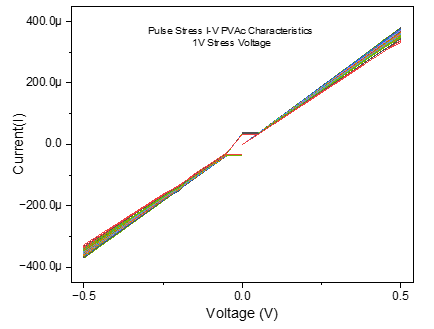 Pulse Stress I-V PVAc Characteristics
1V Stress Voltage
400.0µ
200.0µ
0.0
−200.0µ
−400.0µ
Current(I)
−0.5
0.0
0.5
Voltage (V)